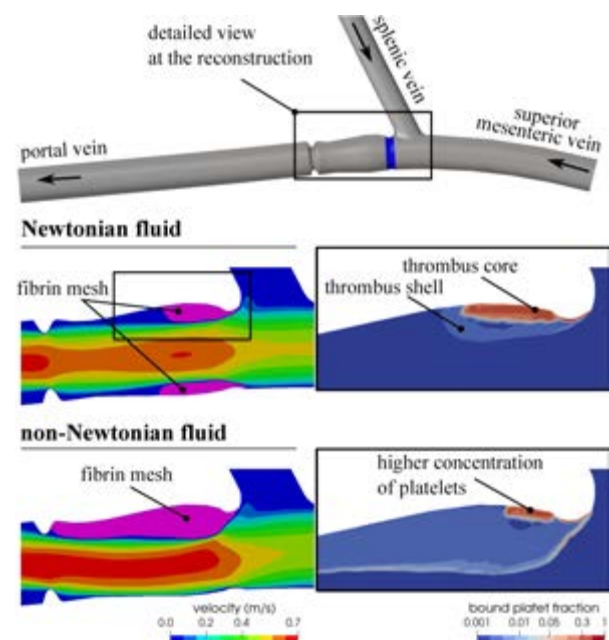 detailed view
at the reconstruction
splenic vein
superior
mesenteric vein
portal vein
Newtonian fluid
fibrin mesh
thrombus core
thrombus shell
non-Newtonian fluid
fibrin mesh
higher concentration
of platelets
velocity (m/s)
0.0 0.2 0.4 0.7
bound platet fraction
0.001 0.01 0.05 0.3 1